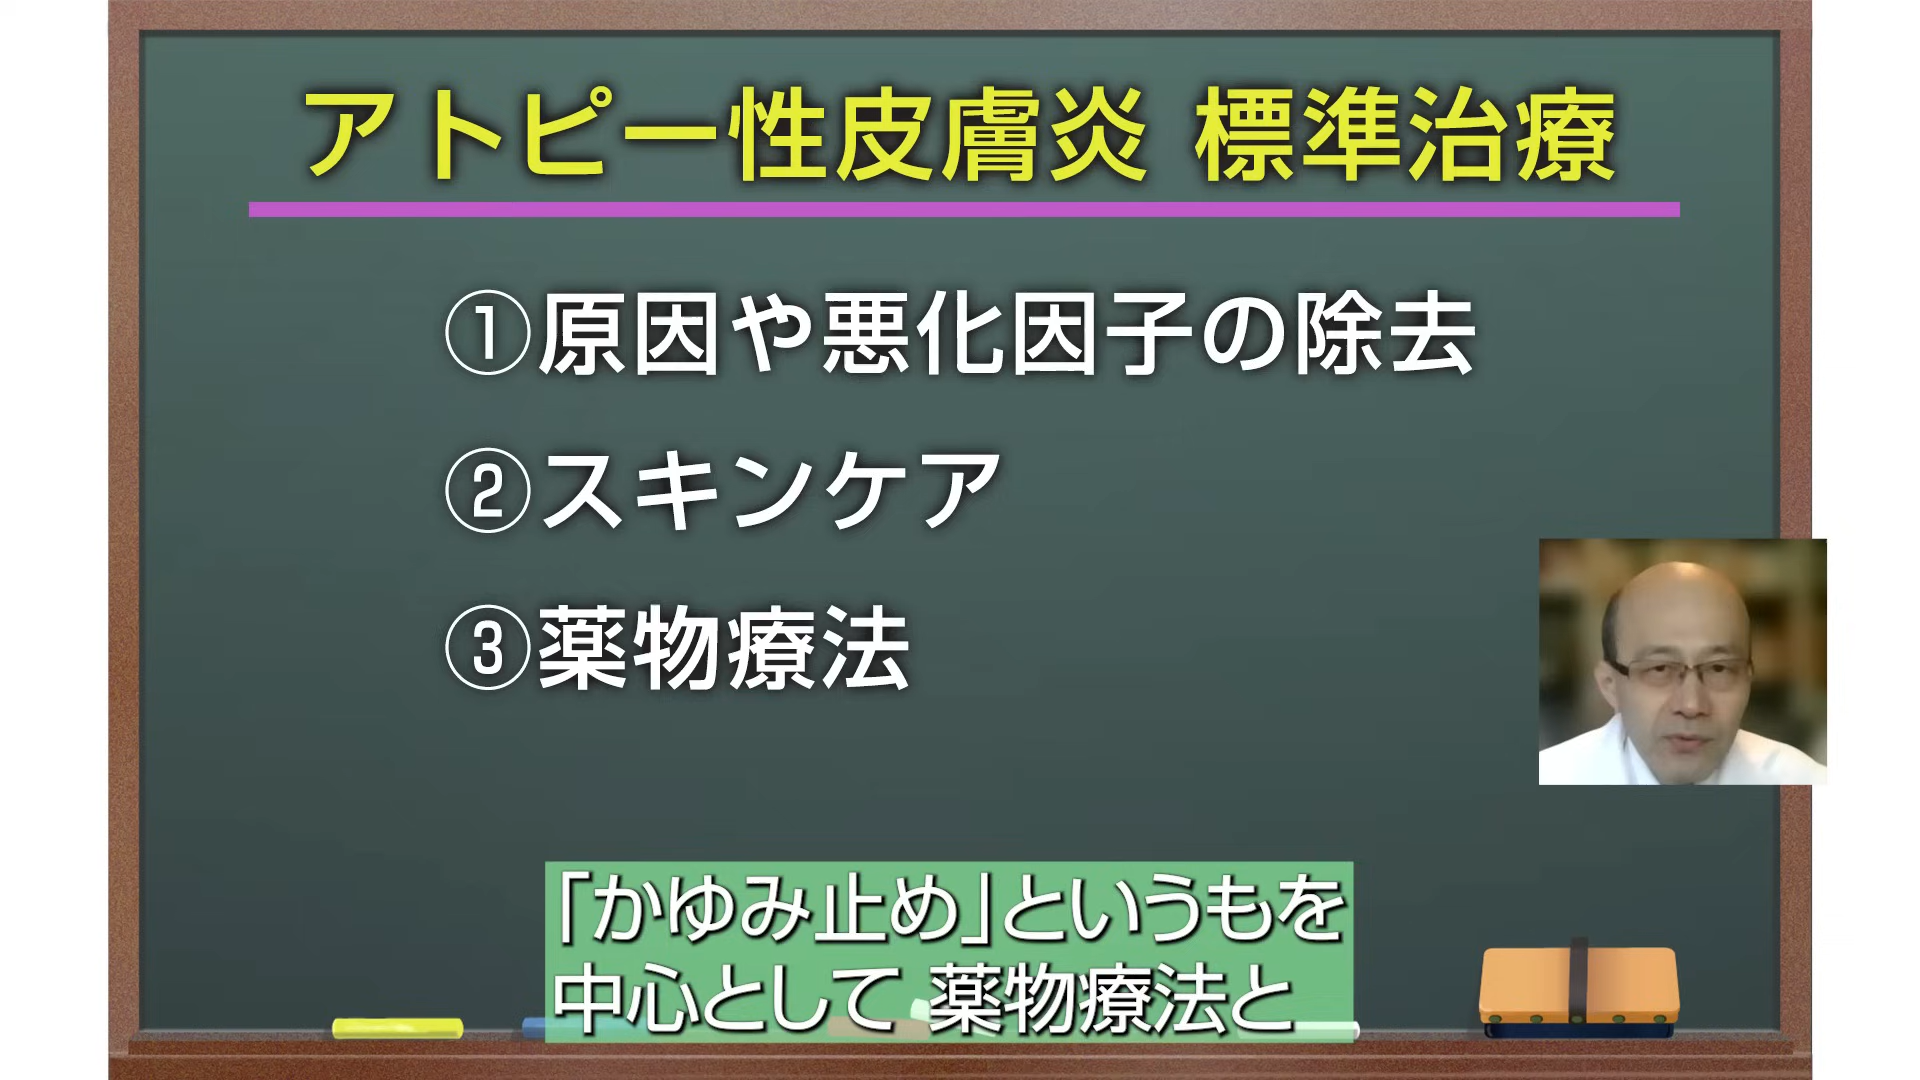 アトピー性皮膚炎 標準治療
①原因や悪化因子の除去
②スキンケア
③薬物療法
「かゆみ止め」というもを
中心として 薬物療法と